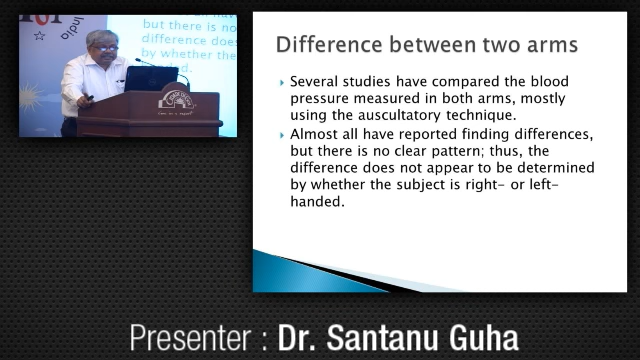 India
but there is no
difference does
by whether the
Difference between two arms
Several studies have compared the blood
pressure measured in both arms, mostly
using the auscultatory technique.
Almost all have reported finding differences,
but there is no clear pattern; thus, the
difference does not appear to be determined
by whether the subject is right- or left-
handed.
Presenter : Dr. Santanu Guha